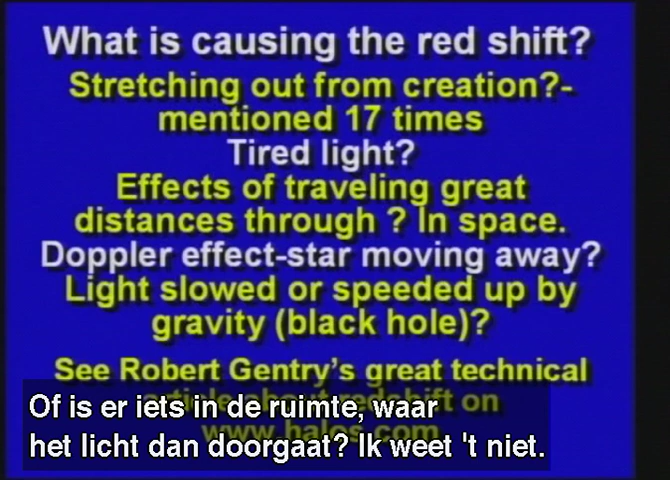 What is causing the red shift?
Stretching out from creation?-
mentioned 17 times
Tired light?
Effects of traveling great
distances through ? In space.
Doppler effect-star moving away?
Light slowed or speeded up by
gravity (black hole)?
See Robert Gentry's great technical
on
Of is er iets in de ruimte, waar
het licht dan doorgaat? Ik weet 't niet.